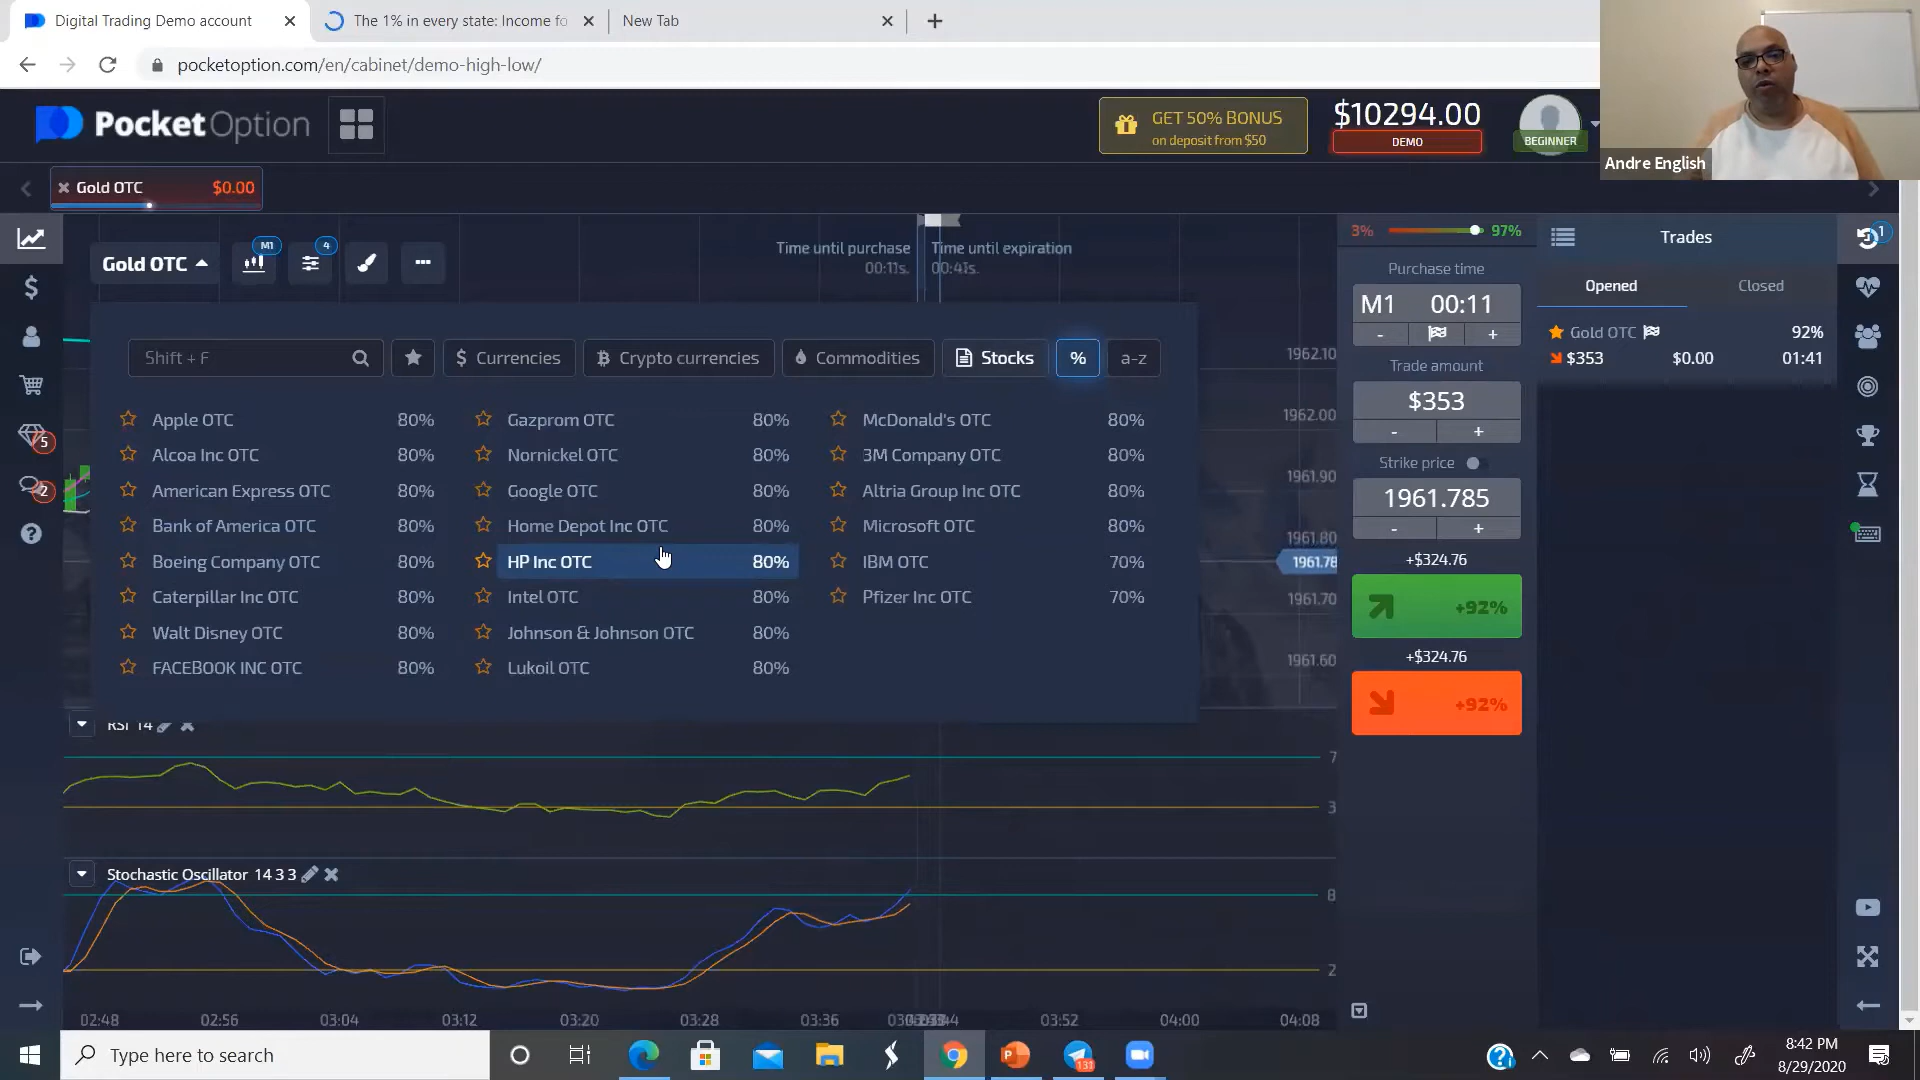 Digital Trading Demo account
The 1% in every state: Income fo
New Tab
pocketoption.com/en/cabinet/demo-high-low/
PocketOption
GET 50% BONUS
on deposit from $50
$10294.00
DEMO
BEGINNER
Andre English
Gold OTC $0.00
Gold OTC
M1
4
Time until purchase
00:11s.
Time until expiration
00:41s.
3% 97%
Purchase time
M1 00:11
- +
Trade amount
$353
- +
Strike price
1961.785
- +
+$324.76
+92%
+$324.76
+92%
Trades
1
Opened Closed
Gold OTC 92%
$353 $0.00 01:41
5
2
Shift + F
Currencies
Crypto currencies
Commodities
Stocks
%
a-z
Apple OTC 80%
Alcoa Inc OTC 80%
American Express OTC 80%
Bank of America OTC 80%
Boeing Company OTC 80%
Caterpillar Inc OTC 80%
Walt Disney OTC 80%
FACEBOOK INC OTC 80%
Gazprom OTC 80%
Nornickel OTC 80%
Google OTC 80%
Home Depot Inc OTC 80%
HP Inc OTC 80%
Intel OTC 80%
Johnson & Johnson OTC 80%
Lukoil OTC 80%
McDonald's OTC 80%
3M Company OTC 80%
Altria Group Inc OTC 80%
Microsoft OTC 80%
IBM OTC 70%
Pfizer Inc OTC 70%
1962.10
1962.00
1961.90
1961.80
1961.78
1961.70
1961.60
RSI 14
7
3
Stochastic Oscillator 14 3 3
8
2
02:48 02:56 03:04 03:12 03:20 03:28 03:36 03:52 04:00 04:08
Type here to search
131
8:42 PM
8/29/2020